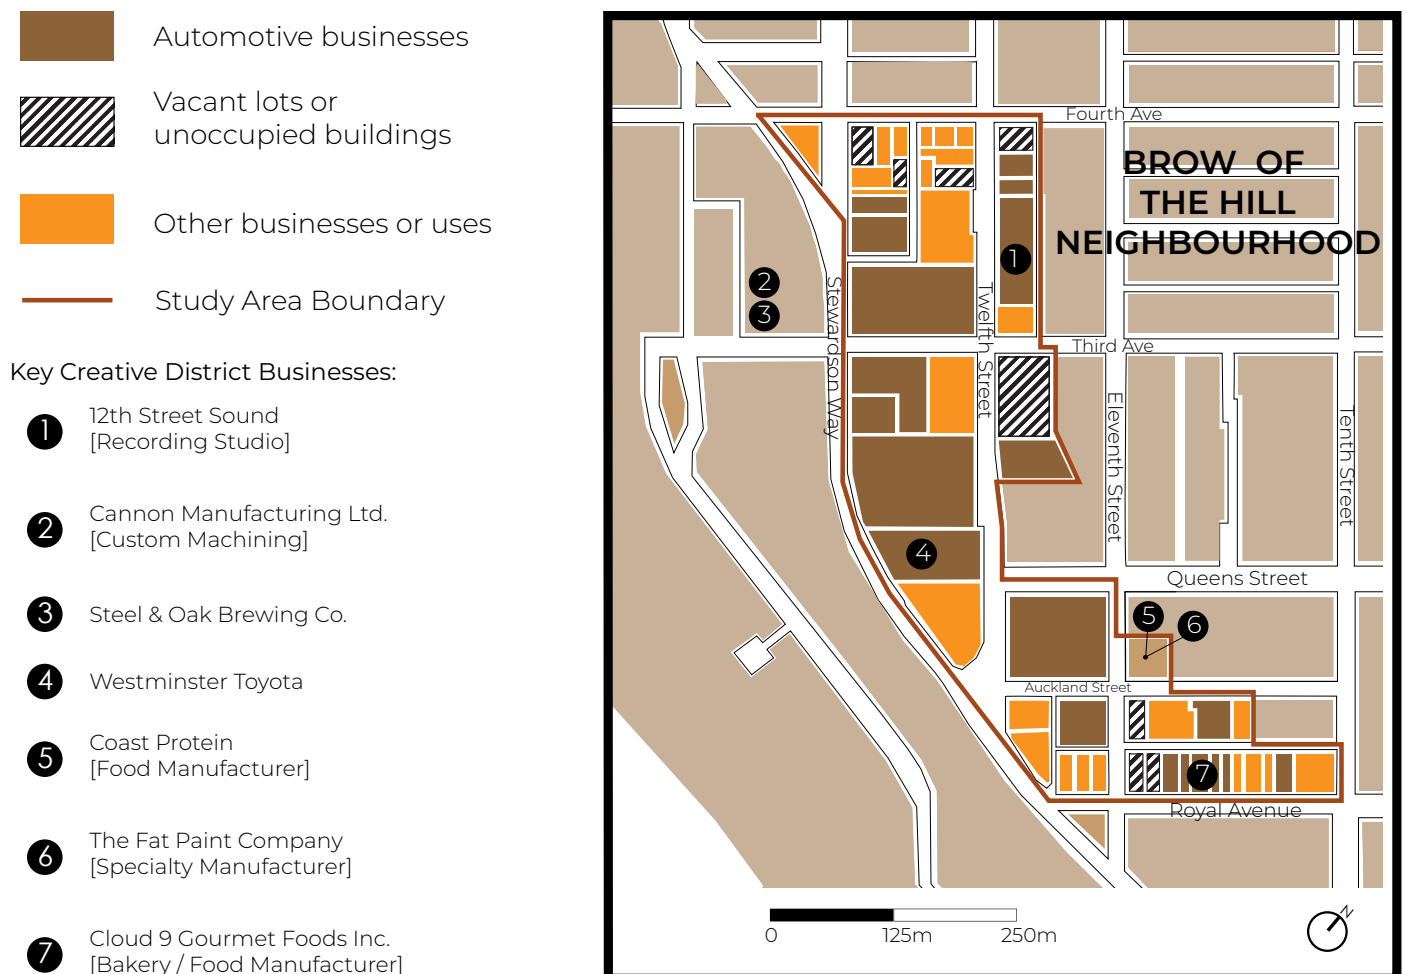 Automotive businesses
Vacant lots or
unoccupied buildings
Other businesses or uses
Study Area Boundary
Key Creative District Businesses:
1
12th Street Sound
[Recording Studio]
2
Cannon Manufacturing Ltd.
[Custom Machining]
3
Steel & Oak Brewing Co.
4
Westminster Toyota
5
Coast Protein
[Food Manufacturer]
6
The Fat Paint Company
[Specialty Manufacturer]
7
Cloud 9 Gourmet Foods Inc.
[Bakery / Food Manufacturer]
Fourth Ave
BROW OF
THE HILL
NEIGHBOURHOOD
1
2
3
Stewardson Way
Twelfth Street
Third Ave
Eleventh Street
Tenth Street
4
Queens Street
5
6
Auckland Street
7
Royal Avenue
0
125m
250m
N